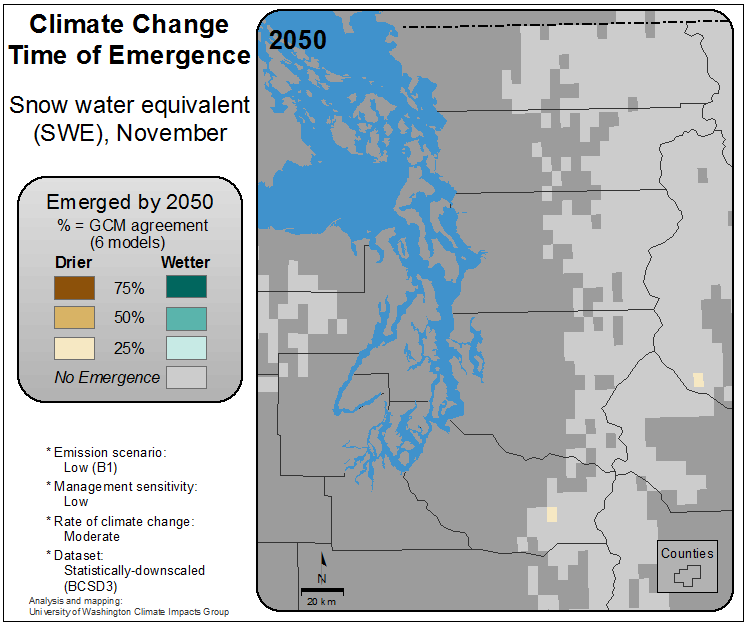 Climate Change
Time of Emergence
Snow water equivalent
(SWE), November
Emerged by 2050
% = GCM agreement
(6 models)
Drier Wetter
75%
50%
25%
No Emergence
* Emission scenario:
Low (B1)
* Management sensitivity:
Low
* Rate of climate change:
Moderate
* Dataset:
Statistically-downscaled
(BCSD3)
Analysis and mapping:
University of Washington Climate Impacts Group
2050
N
20 km
Counties